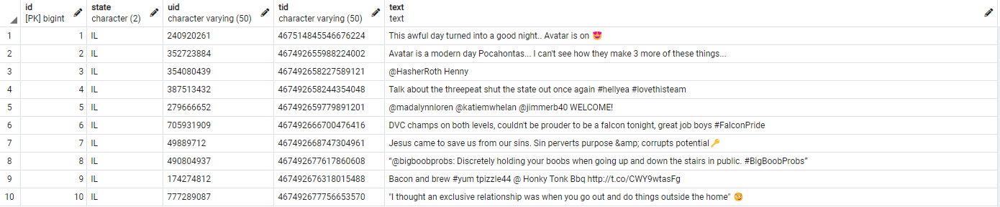 id state uid tid text
[PK] bigint character (2) character varying (50) character varying (50) text
1 1 IL 240920261 467514845546676224 This awful day turned into a good night.. Avatar is on 😍
2 2 IL 352723884 467492655988224002 Avatar is a modern day Pocahontas... I can't see how they make 3 more of these things...
3 3 IL 354080439 467492658227589121 @HasherRoth Henny
4 4 IL 387513432 467492658244354048 Talk about the threepeat shut the state out once again #hellyea #lovethisteam
5 5 IL 279666652 467492659779891201 @madalynnloren @katiemwhelan @jimmerb40 WELCOME!
6 6 IL 705931909 467492666700476416 DVC champs on both levels, couldn't be prouder to be a falcon tonight, great job boys #FalconPride
7 7 IL 49889712 467492668747304961 Jesus came to save us from our sins. Sin perverts purpose &amp; corrupts potential🔑
8 8 IL 490804937 467492677617860608 “@bigboobprobs: Discretely holding your boobs when going up and down the stairs in public. #BigBoobProbs”
9 9 IL 174274812 467492676318015488 Bacon and brew #yum tpizzle44 @ Honky Tonk Bbq http://t.co/CWY9wtasFg
10 10 IL 777289087 467492677756653570 "I thought an exclusive relationship was when you go out and do things outside the home"